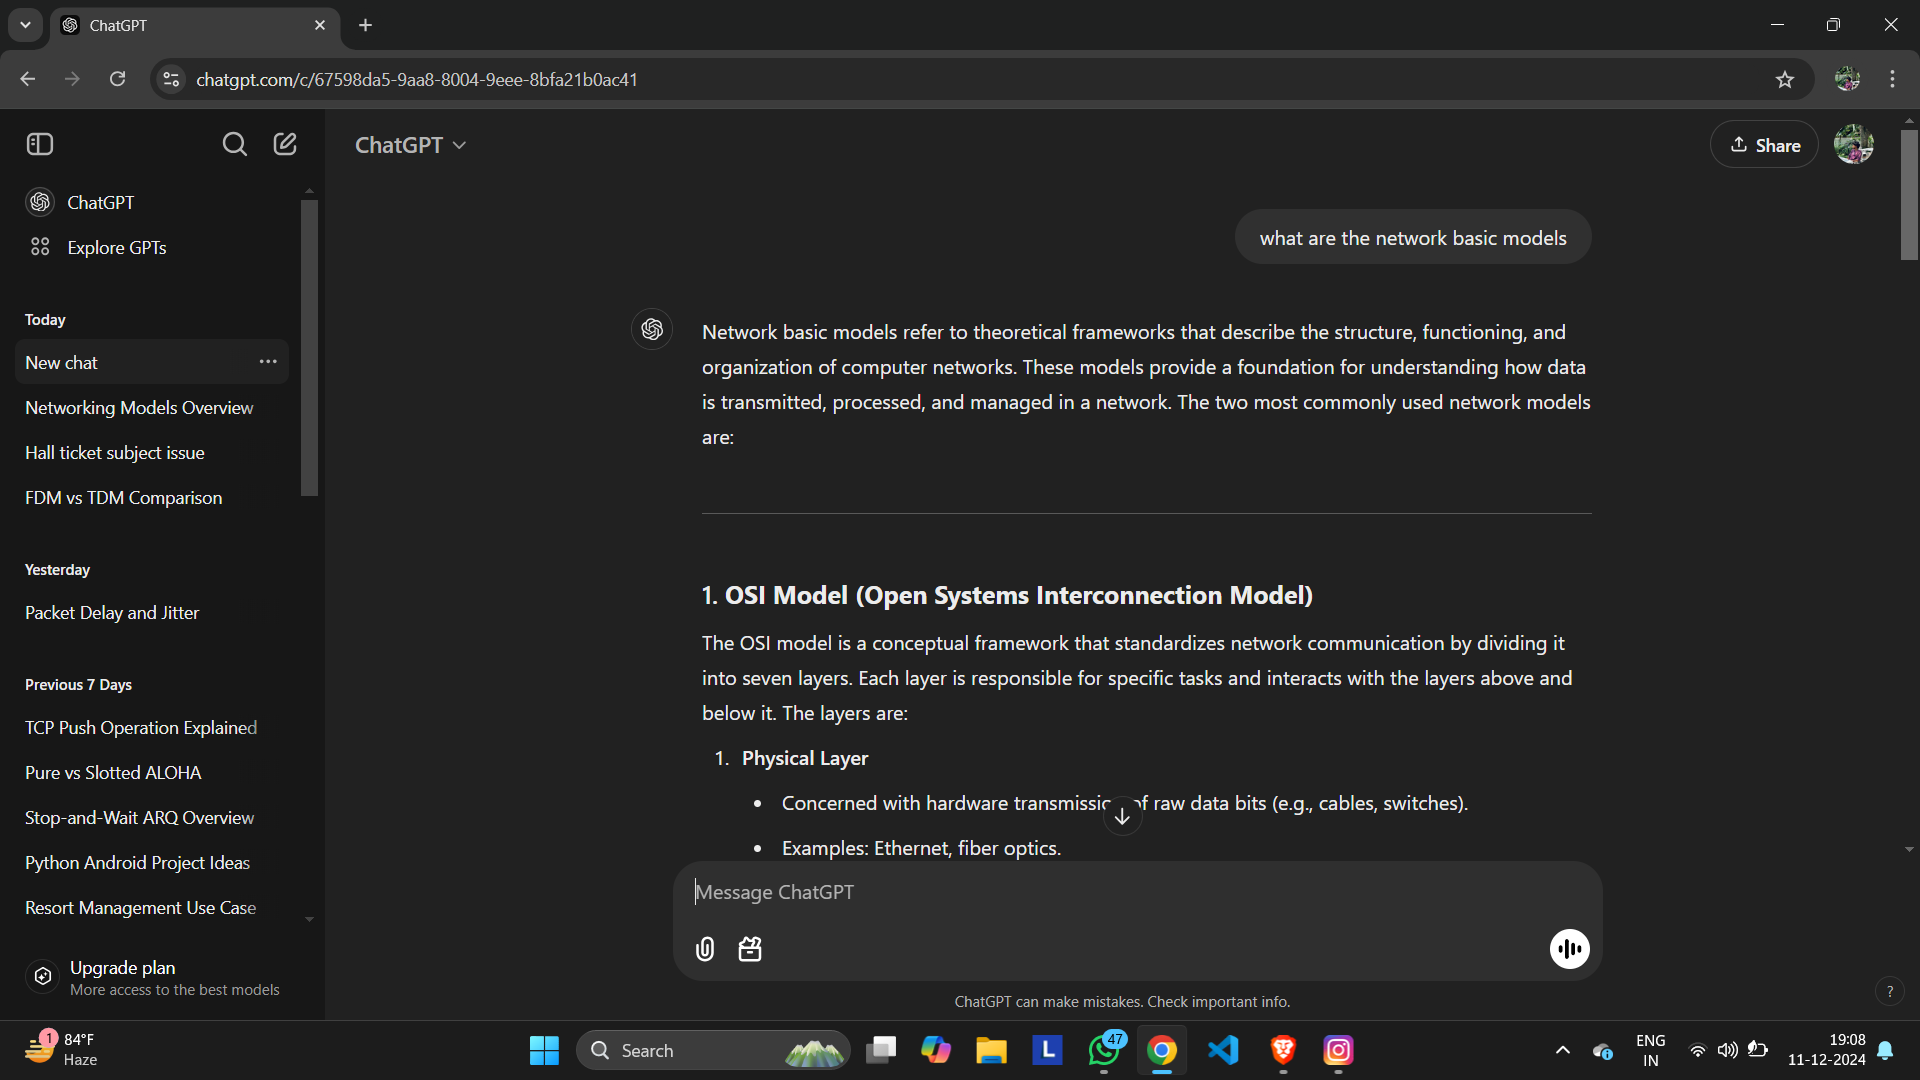 ChatGPT
chatgpt.com/c/67598da5-9aa8-8004-9eee-8bfa21b0ac41
ChatGPT
Explore GPTs
Today
New chat
Networking Models Overview
Hall ticket subject issue
FDM vs TDM Comparison
Yesterday
Packet Delay and Jitter
Previous 7 Days
TCP Push Operation Explained
Pure vs Slotted ALOHA
Stop-and-Wait ARQ Overview
Python Android Project Ideas
Resort Management Use Case
Upgrade plan
More access to the best models
ChatGPT
Share
what are the network basic models
Network basic models refer to theoretical frameworks that describe the structure, functioning, and
organization of computer networks. These models provide a foundation for understanding how data
is transmitted, processed, and managed in a network. The two most commonly used network models
are:
1. OSI Model (Open Systems Interconnection Model)
The OSI model is a conceptual framework that standardizes network communication by dividing it
into seven layers. Each layer is responsible for specific tasks and interacts with the layers above and
below it. The layers are:
1. Physical Layer
• Concerned with hardware transmission of raw data bits (e.g., cables, switches).
• Examples: Ethernet, fiber optics.
Message ChatGPT
ChatGPT can make mistakes. Check important info.
?
1
84°F
Haze
Search
L
47
ENG
IN
19:08
11-12-2024